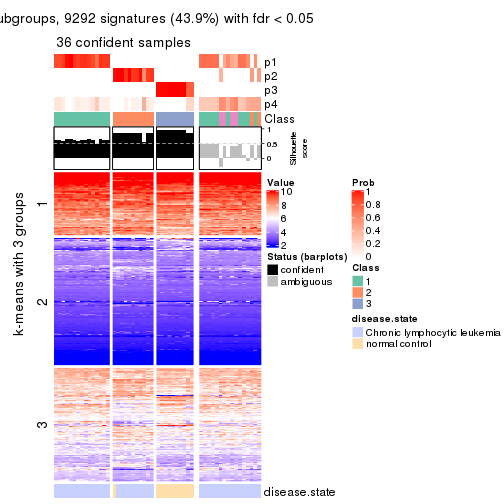 ubgroups, 9292 signatures (43.9%) with fdr < 0.05
36 confident samples
p1
p2
p3
p4
Class
1
0.5
0
Silhouette
score
k-means with 3 groups
1
2
3
Value
10
8
6
4
2
Status (barplots)
confident
ambiguous
Prob
1
0.8
0.6
0.4
0.2
0
Class
1
2
3
disease.state
Chronic lymphocytic leukemia
normal control
disease.state